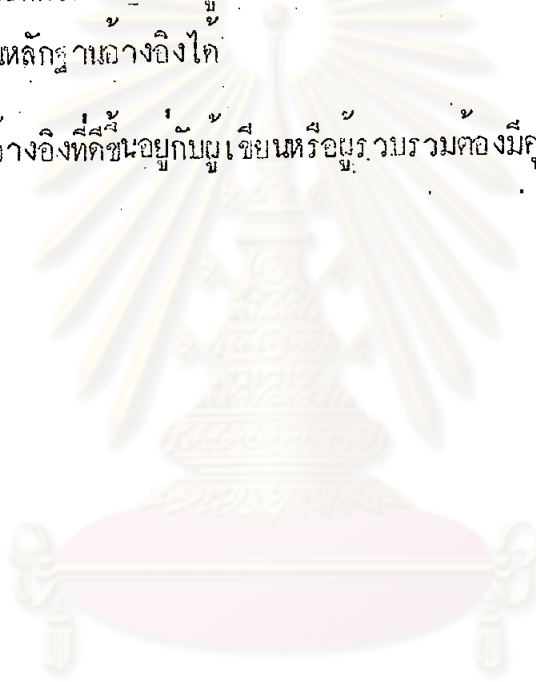 นหลักฐานอ้างอิงได้
างอิงที่ดีขึ้นอยู่กับผู้เขียนหรือผู้รวบรวมต้องมีคุ